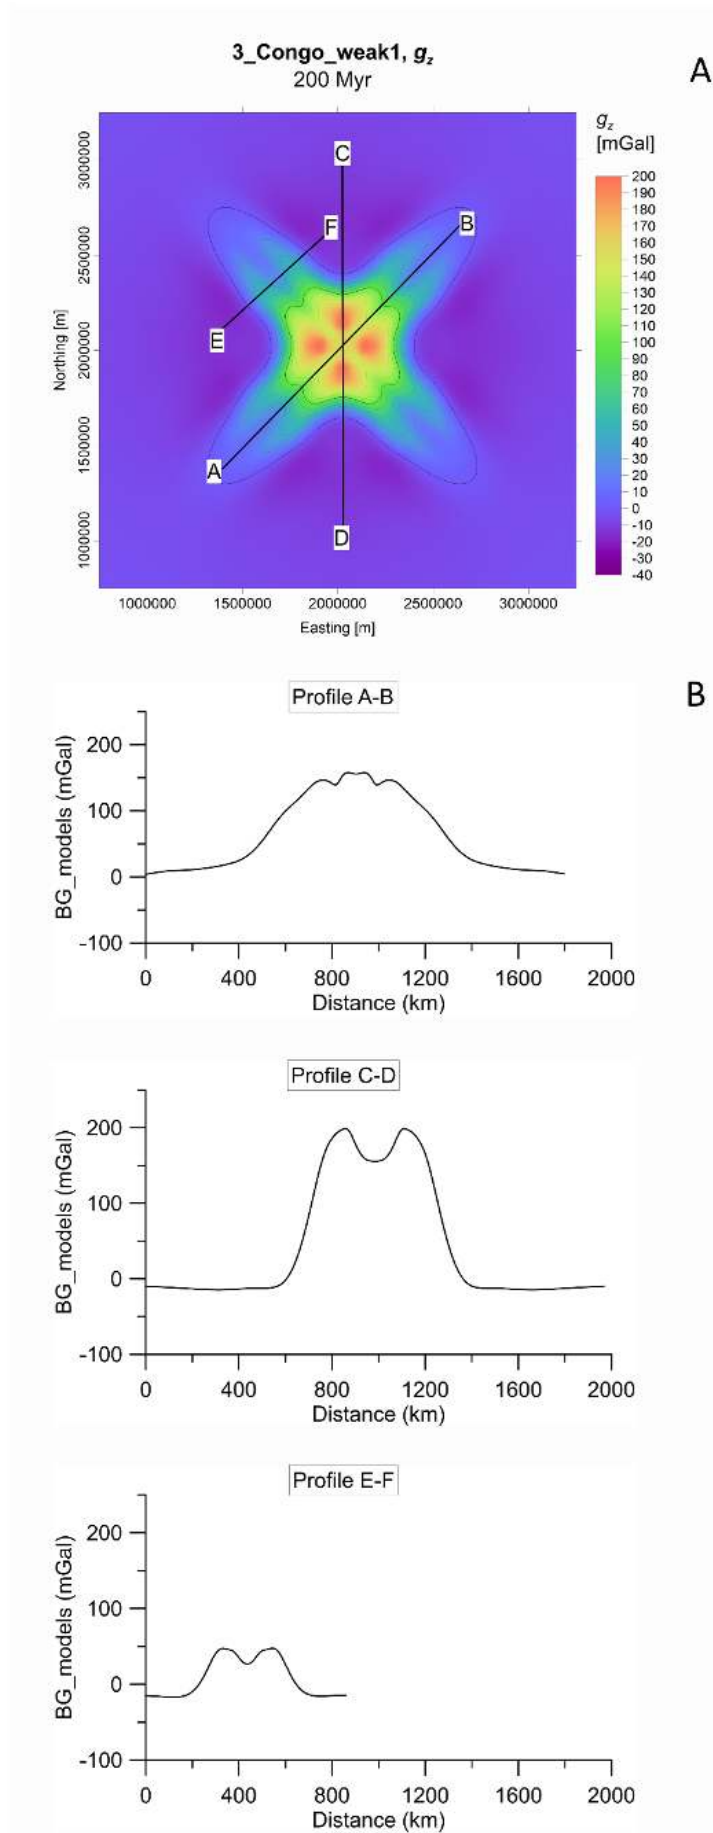 3_Congo_weak1, gz
200 Myr
A
gz
[mGal]
200
190
180
170
160
150
140
130
120
110
100
90
80
70
60
50
40
30
20
10
0
-10
-20
-30
-40
C
B
F
E
A
D
Northing [m]
3000000
2500000
2000000
1500000
1000000
1000000 1500000 2000000 2500000 3000000
Easting [m]
B
Profile A-B
BG_models (mGal)
200
100
0
-100
0 400 800 1200 1600 2000
Distance (km)
Profile C-D
BG_models (mGal)
200
100
0
-100
0 400 800 1200 1600 2000
Distance (km)
Profile E-F
BG_models (mGal)
200
100
0
-100
0 400 800 1200 1600 2000
Distance (km)